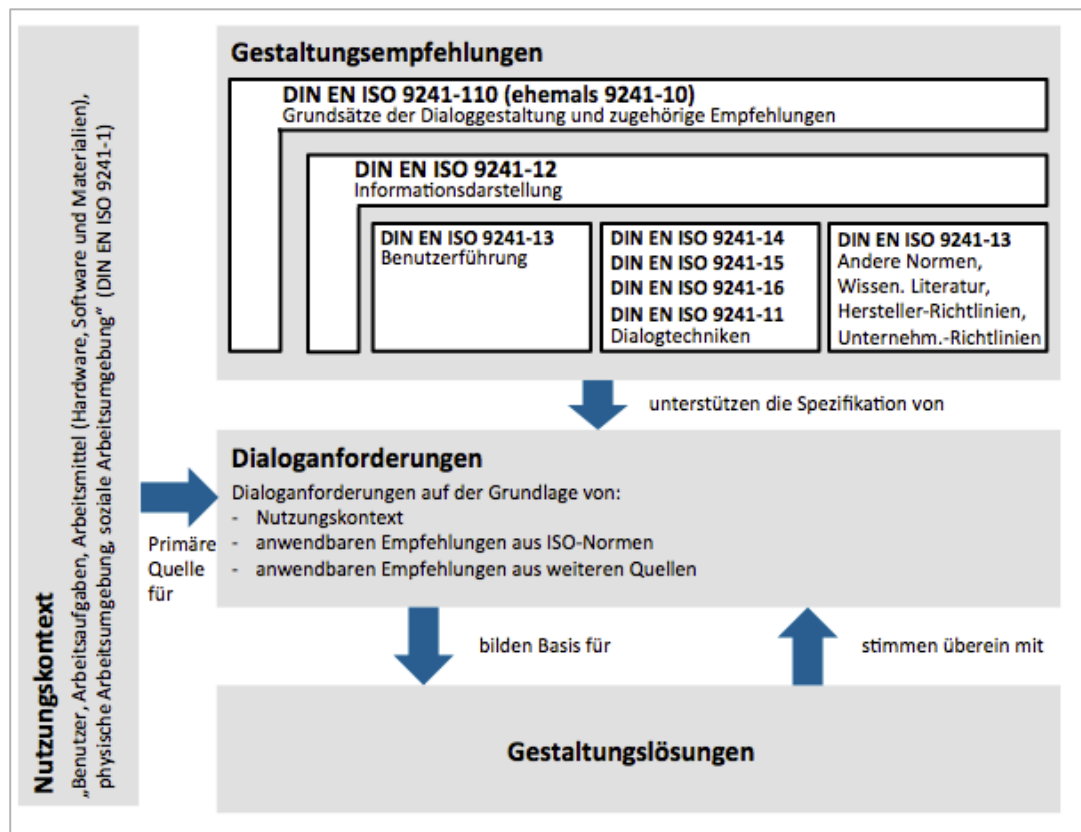 Nutzungskontext
„Benutzer, Arbeitsaufgaben, Arbeitsmittel (Hardware, Software und Materialien),
physische Arbeitsumgebung, soziale Arbeitsumgebung“ (DIN EN ISO 9241-1)
Gestaltungsempfehlungen
DIN EN ISO 9241-110 (ehemals 9241-10)
Grundsätze der Dialoggestaltung und zugehörige Empfehlungen
DIN EN ISO 9241-12
Informationsdarstellung
DIN EN ISO 9241-13
Benutzerführung
DIN EN ISO 9241-14
DIN EN ISO 9241-15
DIN EN ISO 9241-16
DIN EN ISO 9241-11
Dialogtechniken
DIN EN ISO 9241-13
Andere Normen,
Wissen. Literatur,
Hersteller-Richtlinien,
Unternehm.-Richtlinien
unterstützen die Spezifikation von
Primäre
Quelle
für
Dialoganforderungen
Dialoganforderungen auf der Grundlage von:
- Nutzungskontext
- anwendbaren Empfehlungen aus ISO-Normen
- anwendbaren Empfehlungen aus weiteren Quellen
bilden Basis für
stimmen überein mit
Gestaltungslösungen